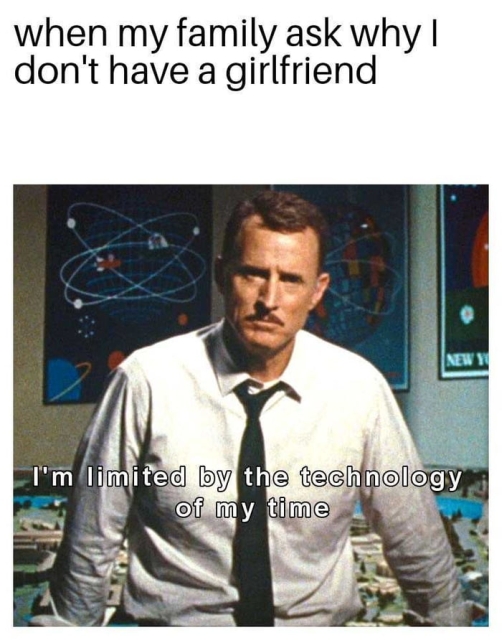 when my family ask why I
don't have a girlfriend
NEW
I'm limited by the technology
of my time